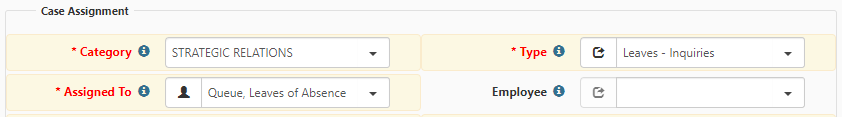 Case Assignment
* Category STRATEGIC RELATIONS * Type Leaves - Inquiries
* Assigned To Queue, Leaves of Absence Employee